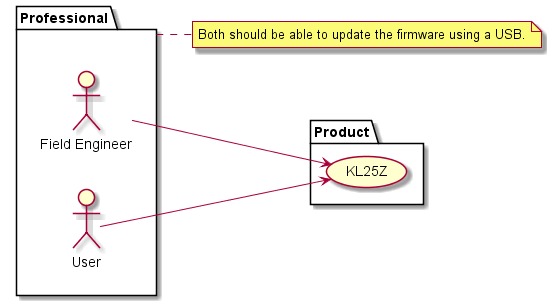 Professional
Both should be able to update the firmware using a USB.
Field Engineer
Product
KL25Z
User